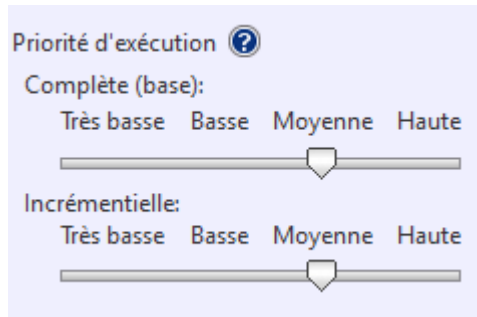 Priorité d'exécution ?
Complète (base):
Très basse Basse Moyenne Haute
Incrémentielle:
Très basse Basse Moyenne Haute